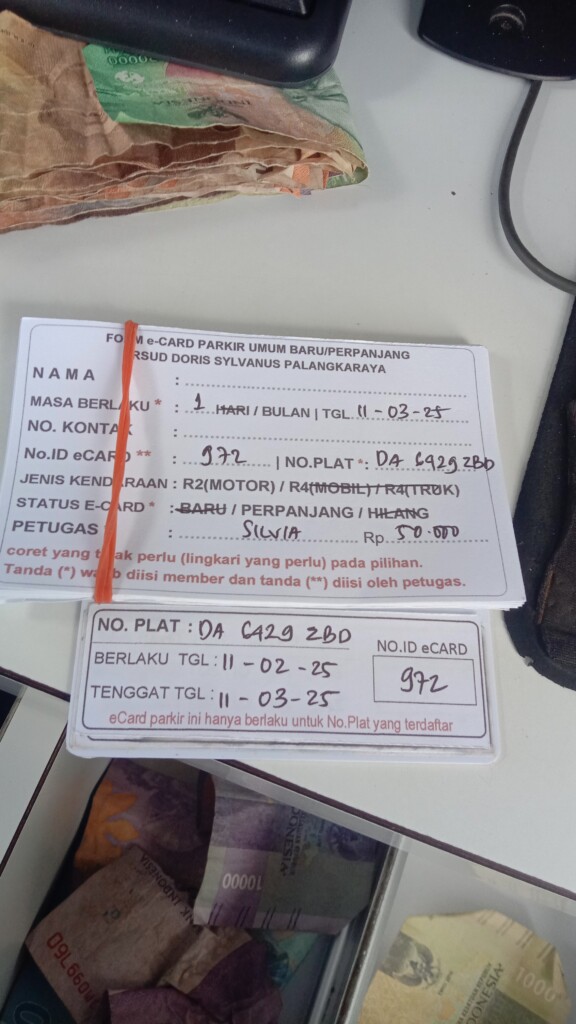 FORM e-CARD PARKIR UMUM BARU/PERPANJANG
RSUD DORIS SYLVANUS PALANGKARAYA
NAMA :
MASA BERLAKU * : 1 HARI / BULAN | TGL 11-03-25
NO. KONTAK :
No.ID eCARD ** : 972 | NO.PLAT *: DA 6429 ZBD
JENIS KENDARAAN : R2(MOTOR) / R4(MOBIL) / R4(TRUK)
STATUS E-CARD * : BARU / PERPANJANG / HILANG
PETUGAS : SILVIA Rp. 50.000
coret yang tidak perlu (lingkari yang perlu) pada pilihan.
Tanda (*) wajib diisi member dan tanda (**) diisi oleh petugas.
NO. PLAT : DA 6429 ZBD
NO.ID eCARD
BERLAKU TGL : 11 - 02 - 25
972
TENGGAT TGL : 11 - 03 - 25
eCard parkir ini hanya berlaku untuk No.Plat yang terdaftar
10000
INDONESIA
1000